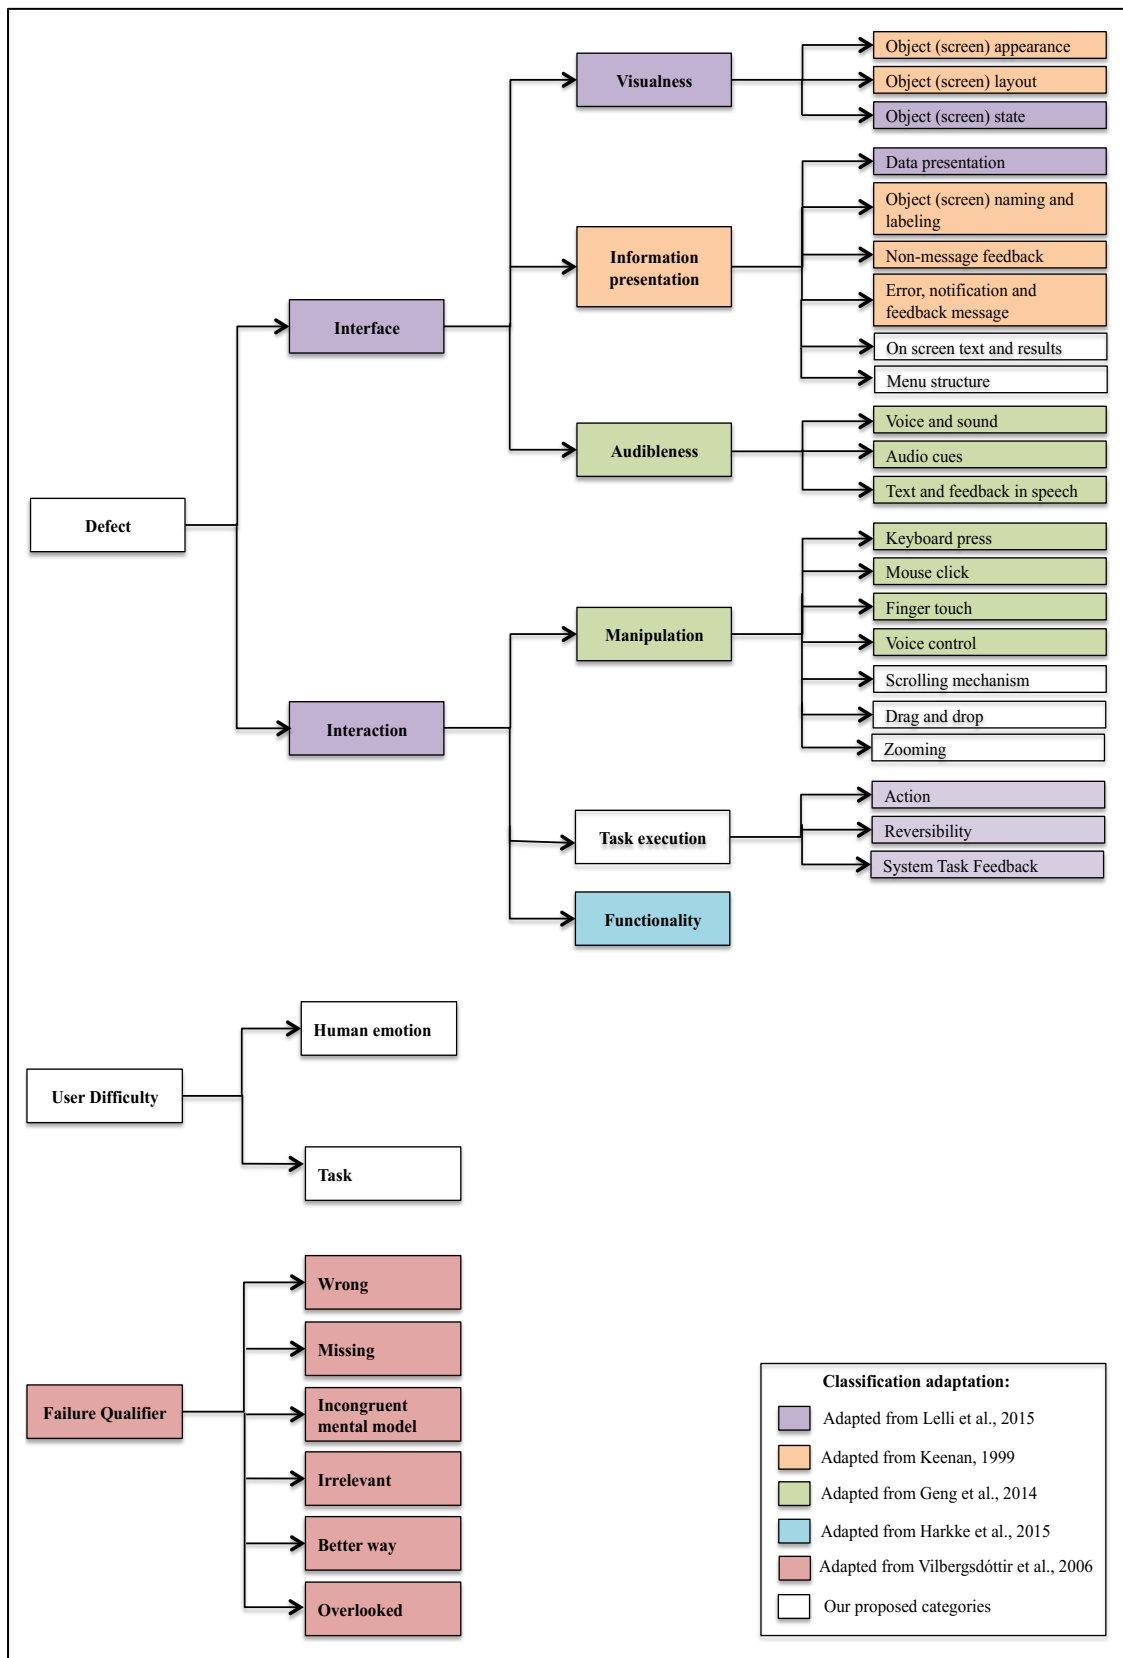 Defect
Interface
Visualness
Object (screen) appearance
Object (screen) layout
Object (screen) state
Information
presentation
Data presentation
Object (screen) naming and
labeling
Non-message feedback
Error, notification and
feedback message
On screen text and results
Menu structure
Audibleness
Voice and sound
Audio cues
Text and feedback in speech
Interaction
Manipulation
Keyboard press
Mouse click
Finger touch
Voice control
Scrolling mechanism
Drag and drop
Zooming
Task execution
Action
Reversibility
System Task Feedback
Functionality
User Difficulty
Human emotion
Task
Failure Qualifier
Wrong
Missing
Incongruent
mental model
Irrelevant
Better way
Overlooked
Classification adaptation:
Adapted from Lelli et al., 2015
Adapted from Keenan, 1999
Adapted from Geng et al., 2014
Adapted from Harkke et al., 2015
Adapted from Vilbergsdóttir et al., 2006
Our proposed categories